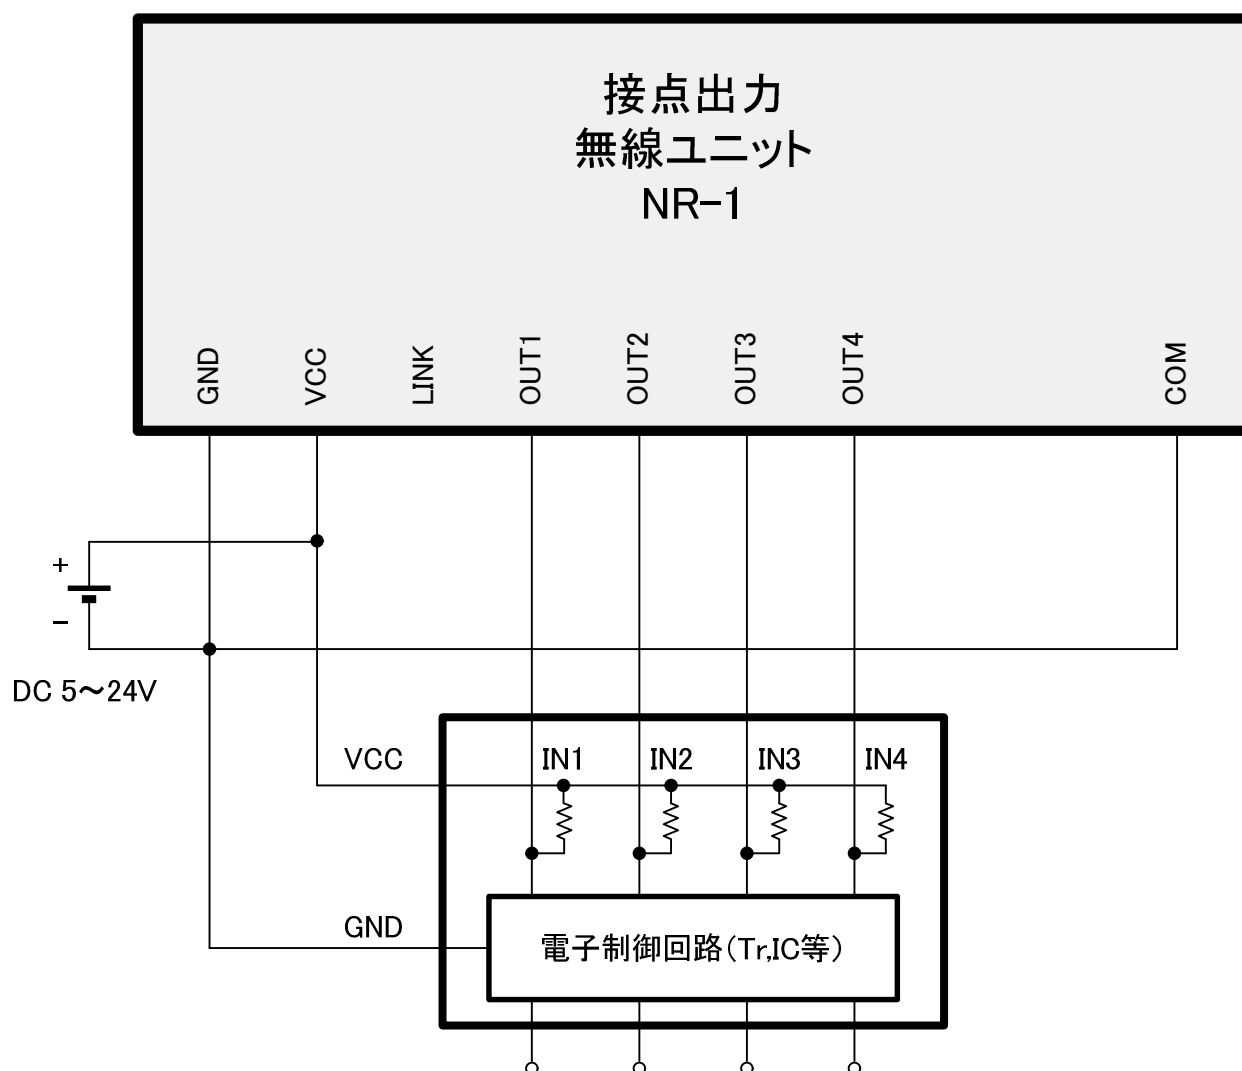 接点出力
無線ユニット
NR-1
GND
VCC
LINK
OUT1
OUT2
OUT3
OUT4
COM
+
−
DC 5～24V
VCC
IN1
IN2
IN3
IN4
GND
電子制御回路(Tr,IC等)